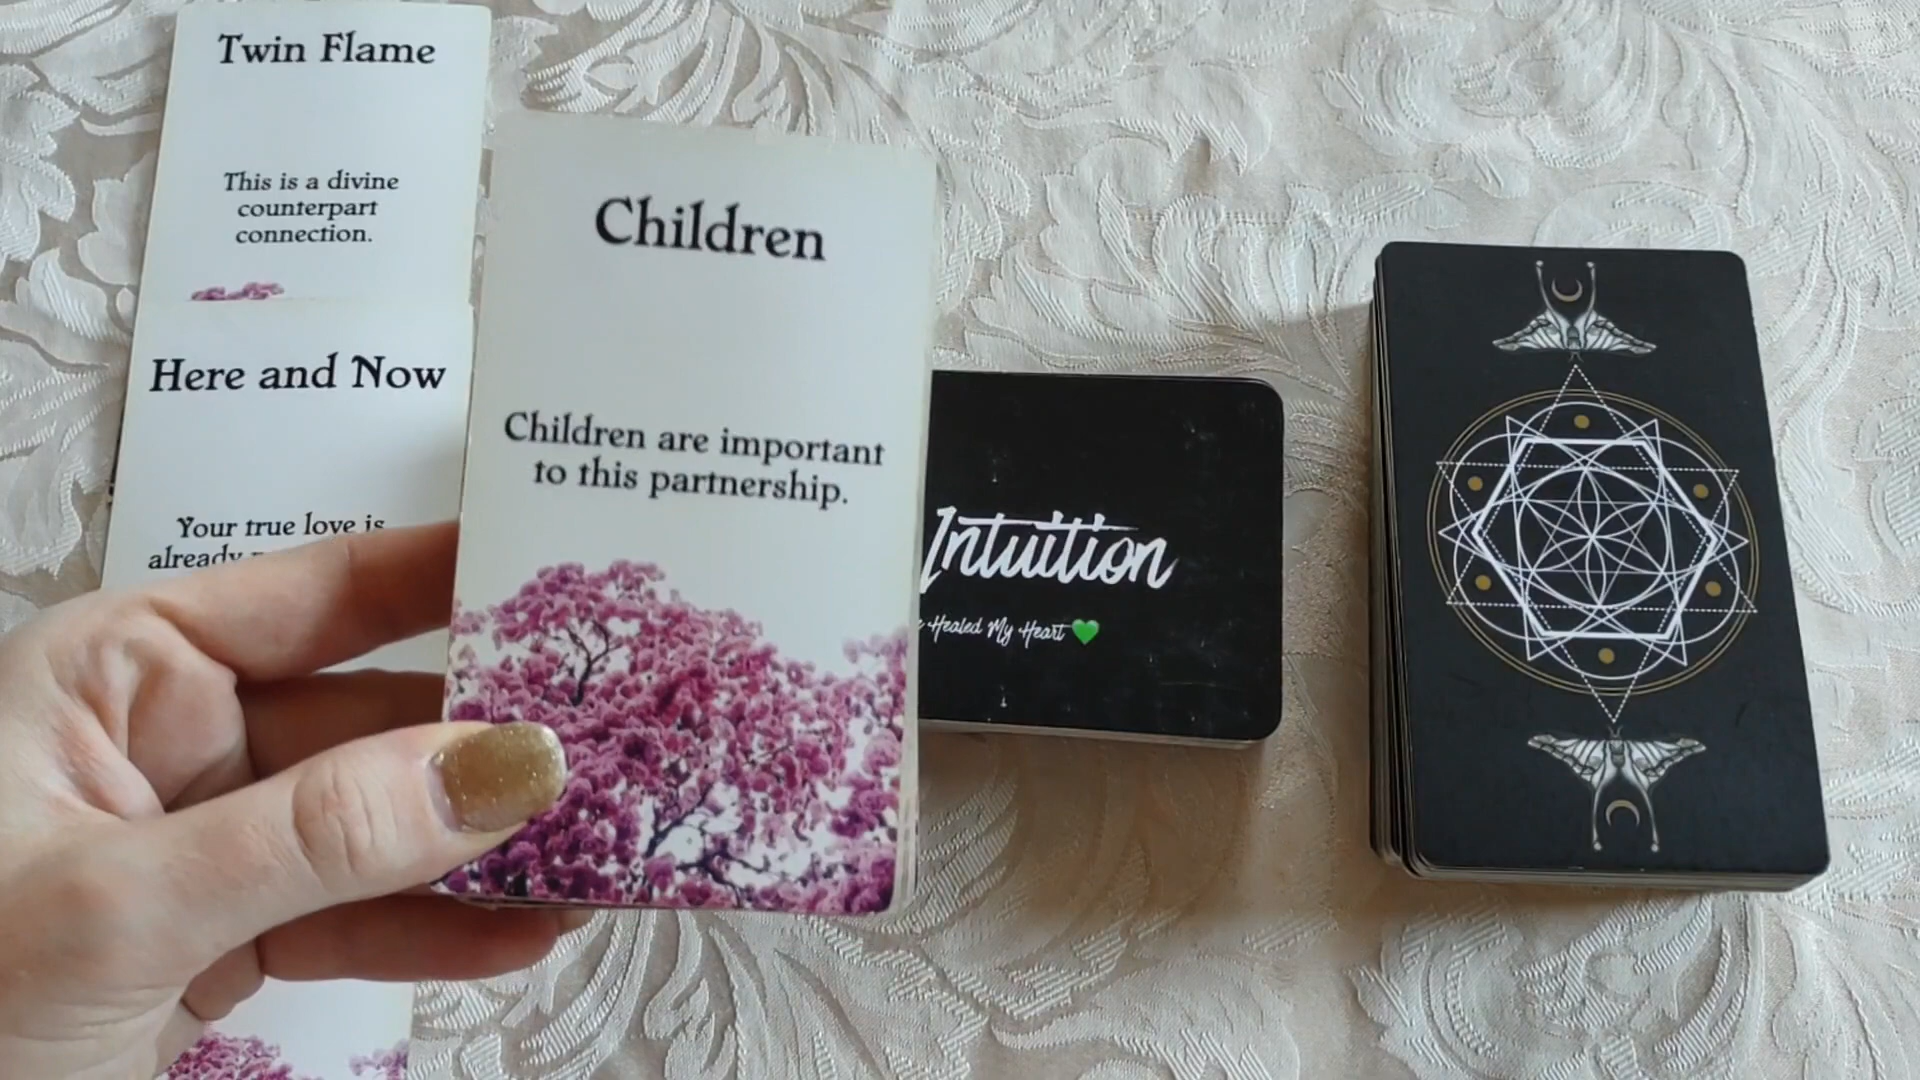 Twin Flame
This is a divine
counterpart
connection.
Here and Now
Your true love is
already
Children
Children are important
to this partnership.
Intuition
Healed My Heart 💚